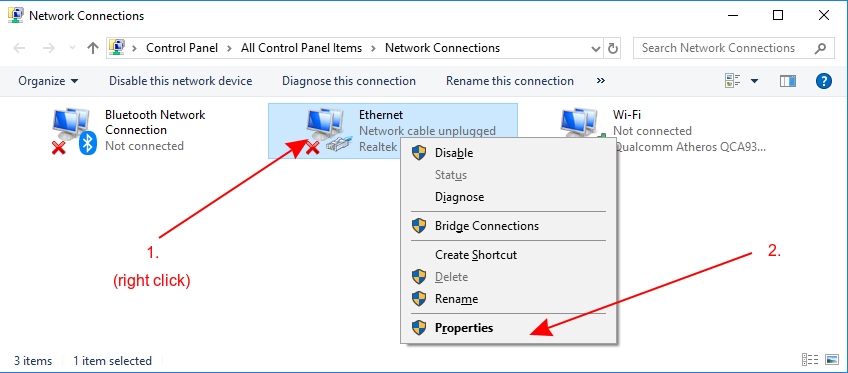 Network Connections
Control Panel > All Control Panel Items > Network Connections
Search Network Connections
Organize Disable this network device Diagnose this connection Rename this connection »
Bluetooth Network
Connection
Not connected
Ethernet
Network cable unplugged
Realtek
Wi-Fi
Not connected
Qualcomm Atheros QCA93...
Disable
Status
Diagnose
Bridge Connections
Create Shortcut
Delete
Rename
Properties
1.
(right click)
2.
3 items 1 item selected